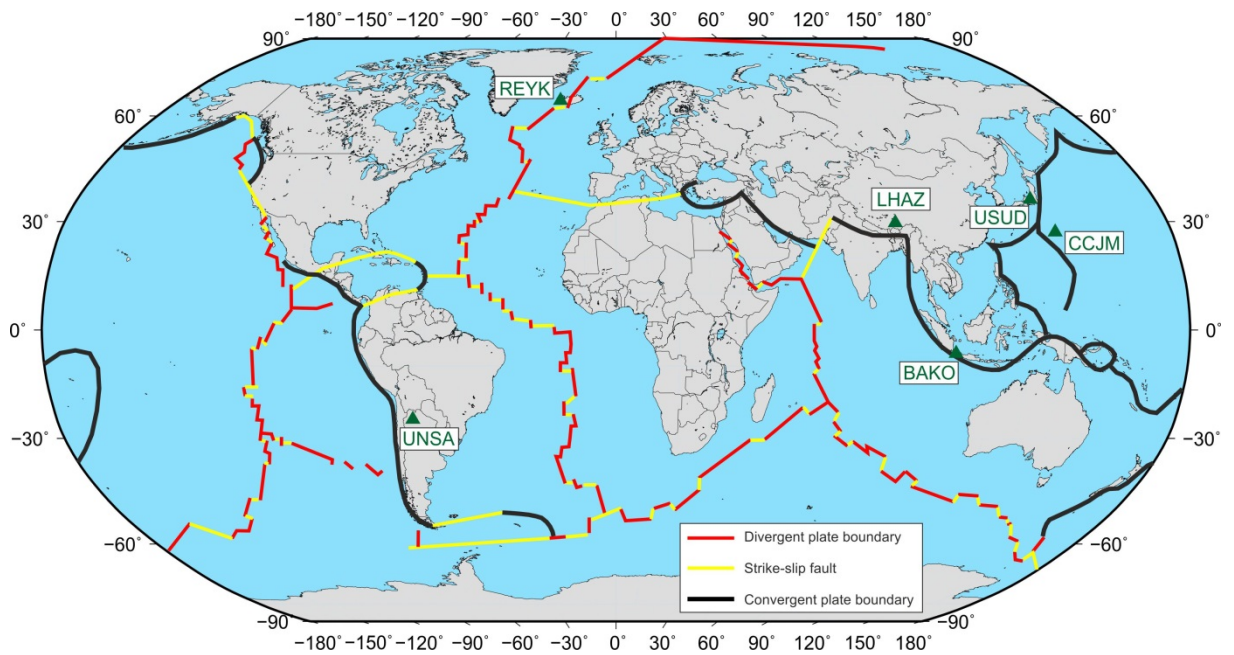 −180˚ −150˚ −120˚ −90˚ −60˚ −30˚ 0˚ 30˚ 60˚ 90˚ 120˚ 150˚ 180˚
90˚ 90˚
REYK
60˚ 60˚
LHAZ
30˚ USUD 30˚
CCJM
0˚ 0˚
BAKO
−30˚ UNSA −30˚
Divergent plate boundary
−60˚ −60˚
Strike-slip fault
Convergent plate boundary
−90˚ −90˚
−180˚ −150˚ −120˚ −90˚ −60˚ −30˚ 0˚ 30˚ 60˚ 90˚ 120˚ 150˚ 180˚